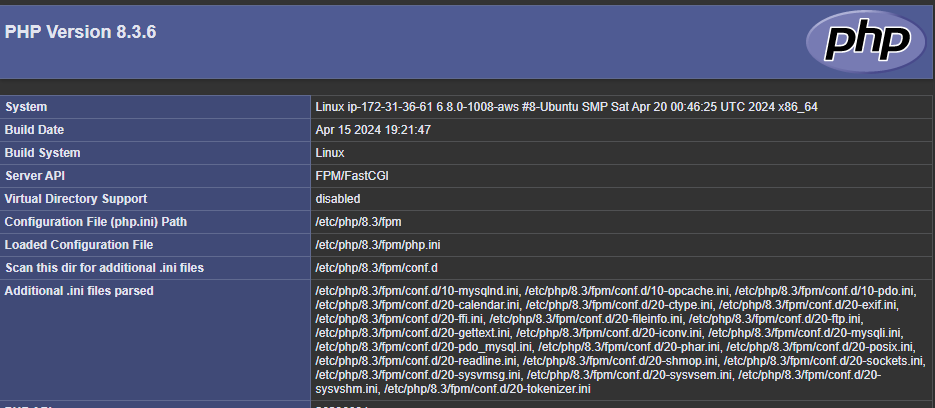 PHP Version 8.3.6
php
System Linux ip-172-31-36-61 6.8.0-1008-aws #8-Ubuntu SMP Sat Apr 20 00:46:25 UTC 2024 x86_64
Build Date Apr 15 2024 19:21:47
Build System Linux
Server API FPM/FastCGI
Virtual Directory Support disabled
Configuration File (php.ini) Path /etc/php/8.3/fpm
Loaded Configuration File /etc/php/8.3/fpm/php.ini
Scan this dir for additional .ini files /etc/php/8.3/fpm/conf.d
Additional .ini files parsed /etc/php/8.3/fpm/conf.d/10-mysqlnd.ini, /etc/php/8.3/fpm/conf.d/10-opcache.ini, /etc/php/8.3/fpm/conf.d/10-pdo.ini,
/etc/php/8.3/fpm/conf.d/20-calendar.ini, /etc/php/8.3/fpm/conf.d/20-ctype.ini, /etc/php/8.3/fpm/conf.d/20-exif.ini,
/etc/php/8.3/fpm/conf.d/20-ffi.ini, /etc/php/8.3/fpm/conf.d/20-fileinfo.ini, /etc/php/8.3/fpm/conf.d/20-ftp.ini,
/etc/php/8.3/fpm/conf.d/20-gettext.ini, /etc/php/8.3/fpm/conf.d/20-iconv.ini, /etc/php/8.3/fpm/conf.d/20-mysqli.ini,
/etc/php/8.3/fpm/conf.d/20-pdo_mysql.ini, /etc/php/8.3/fpm/conf.d/20-phar.ini, /etc/php/8.3/fpm/conf.d/20-posix.ini,
/etc/php/8.3/fpm/conf.d/20-readline.ini, /etc/php/8.3/fpm/conf.d/20-shmop.ini, /etc/php/8.3/fpm/conf.d/20-sockets.ini,
/etc/php/8.3/fpm/conf.d/20-sysvmsg.ini, /etc/php/8.3/fpm/conf.d/20-sysvsem.ini, /etc/php/8.3/fpm/conf.d/20-
sysvshm.ini, /etc/php/8.3/fpm/conf.d/20-tokenizer.ini